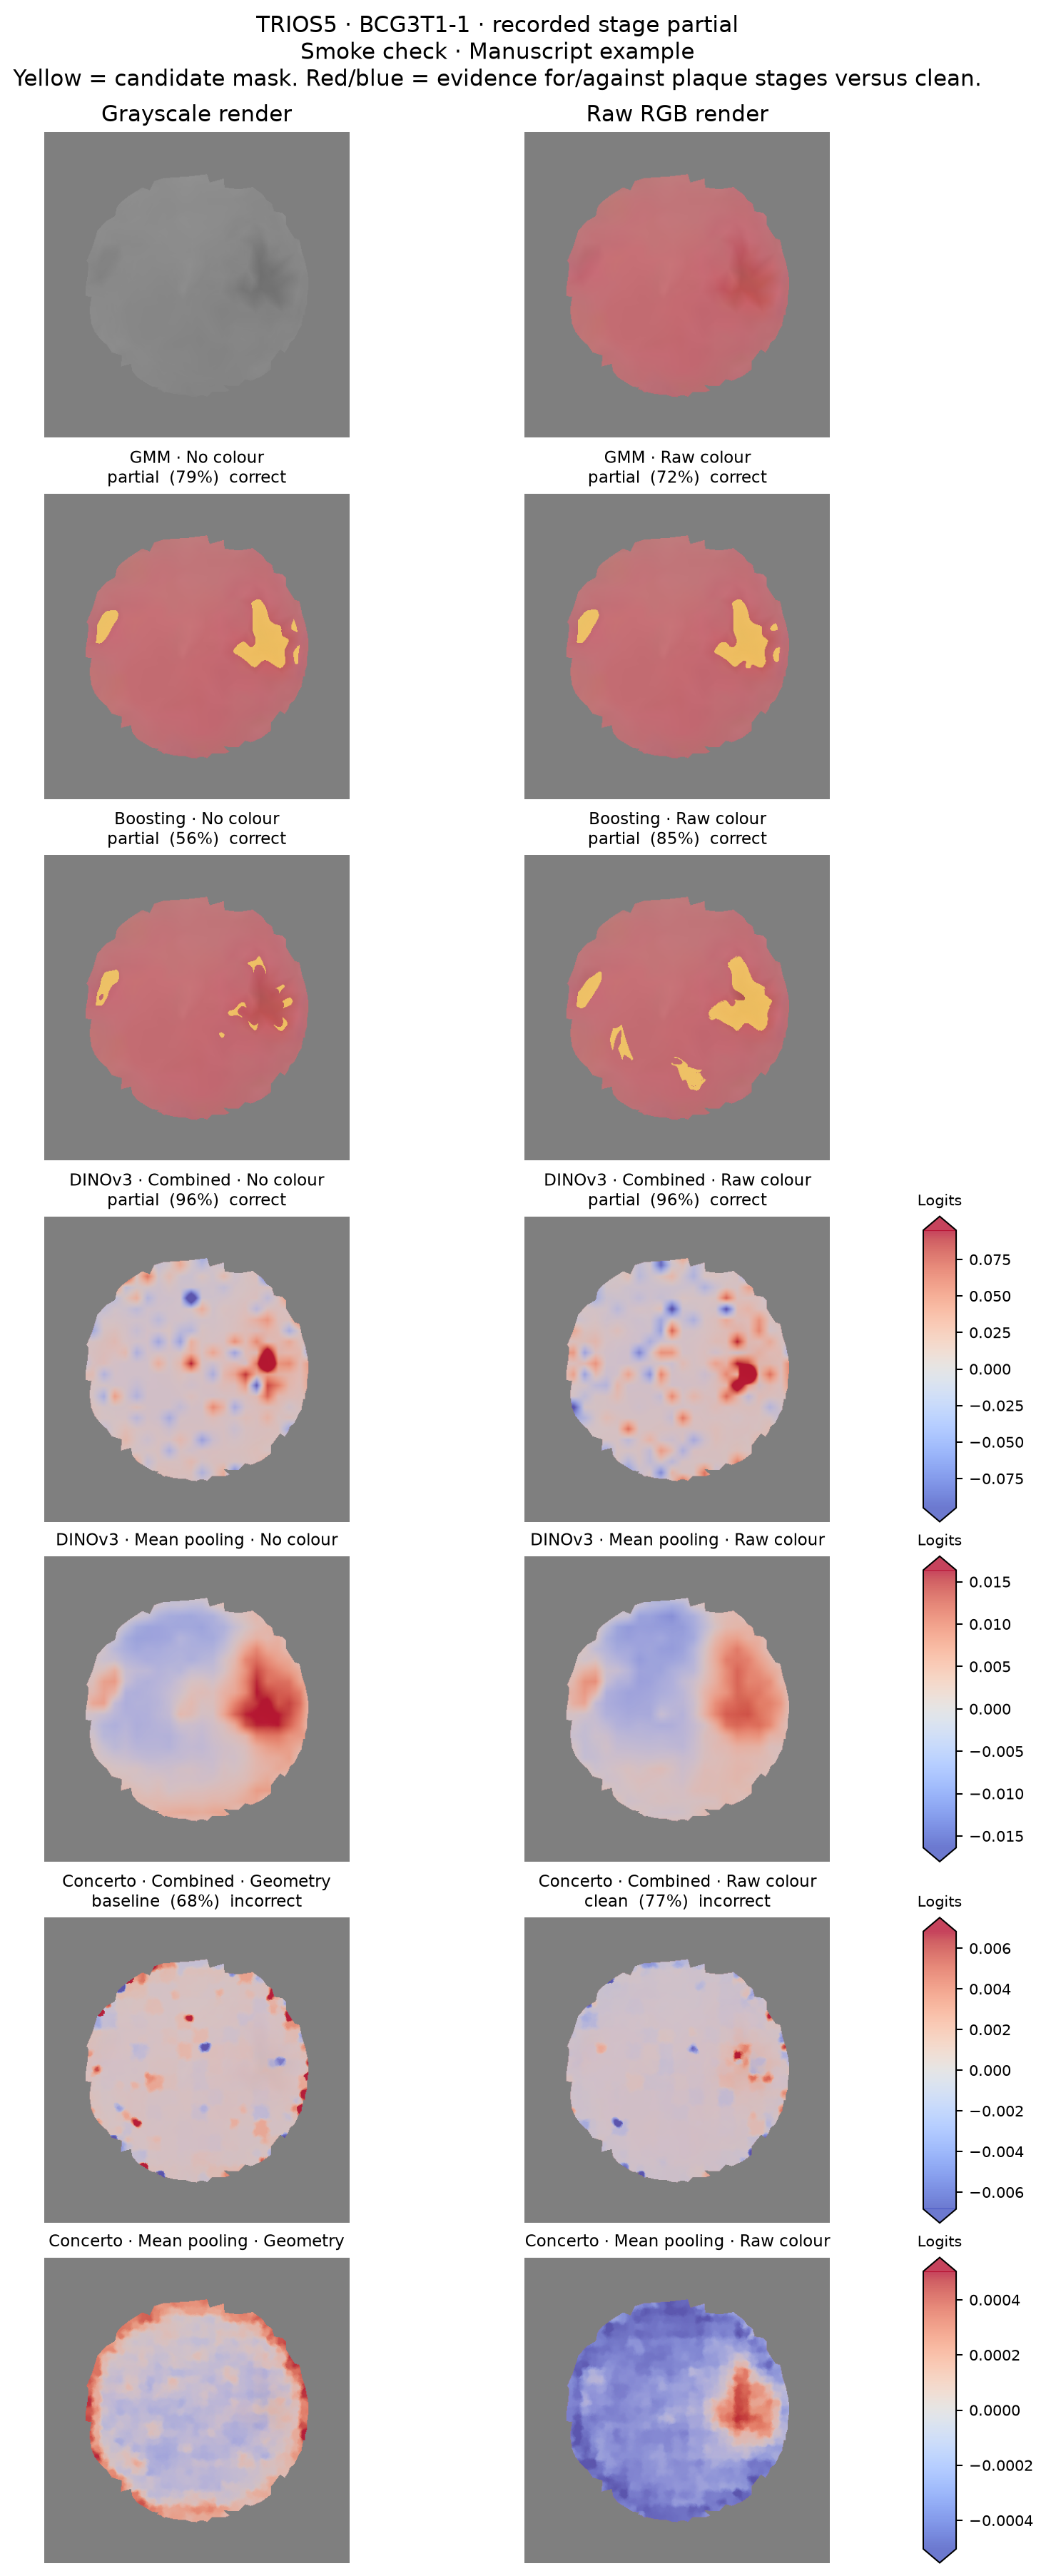 TRIOS5 · BCG3T1-1 · recorded stage partial
Smoke check · Manuscript example
Yellow = candidate mask. Red/blue = evidence for/against plaque stages versus clean.
Grayscale render
Raw RGB render
GMM · No colour
partial (79%) correct
GMM · Raw colour
partial (72%) correct
Boosting · No colour
partial (56%) correct
Boosting · Raw colour
partial (85%) correct
DINOv3 · Combined · No colour
partial (96%) correct
DINOv3 · Combined · Raw colour
partial (96%) correct
Logits
0.075
0.050
0.025
0.000
−0.025
−0.050
−0.075
DINOv3 · Mean pooling · No colour
DINOv3 · Mean pooling · Raw colour
Logits
0.015
0.010
0.005
0.000
−0.005
−0.010
−0.015
Concerto · Combined · Geometry
baseline (68%) incorrect
Concerto · Combined · Raw colour
clean (77%) incorrect
Logits
0.006
0.004
0.002
0.000
−0.002
−0.004
−0.006
Concerto · Mean pooling · Geometry
Concerto · Mean pooling · Raw colour
Logits
0.0004
0.0002
0.0000
−0.0002
−0.0004